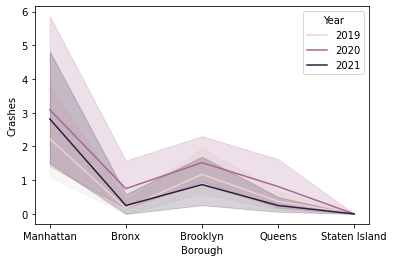 6
5
4
3
2
1
0
Crashes
Manhattan Bronx Brooklyn Queens Staten Island
Borough
Year
2019
2020
2021